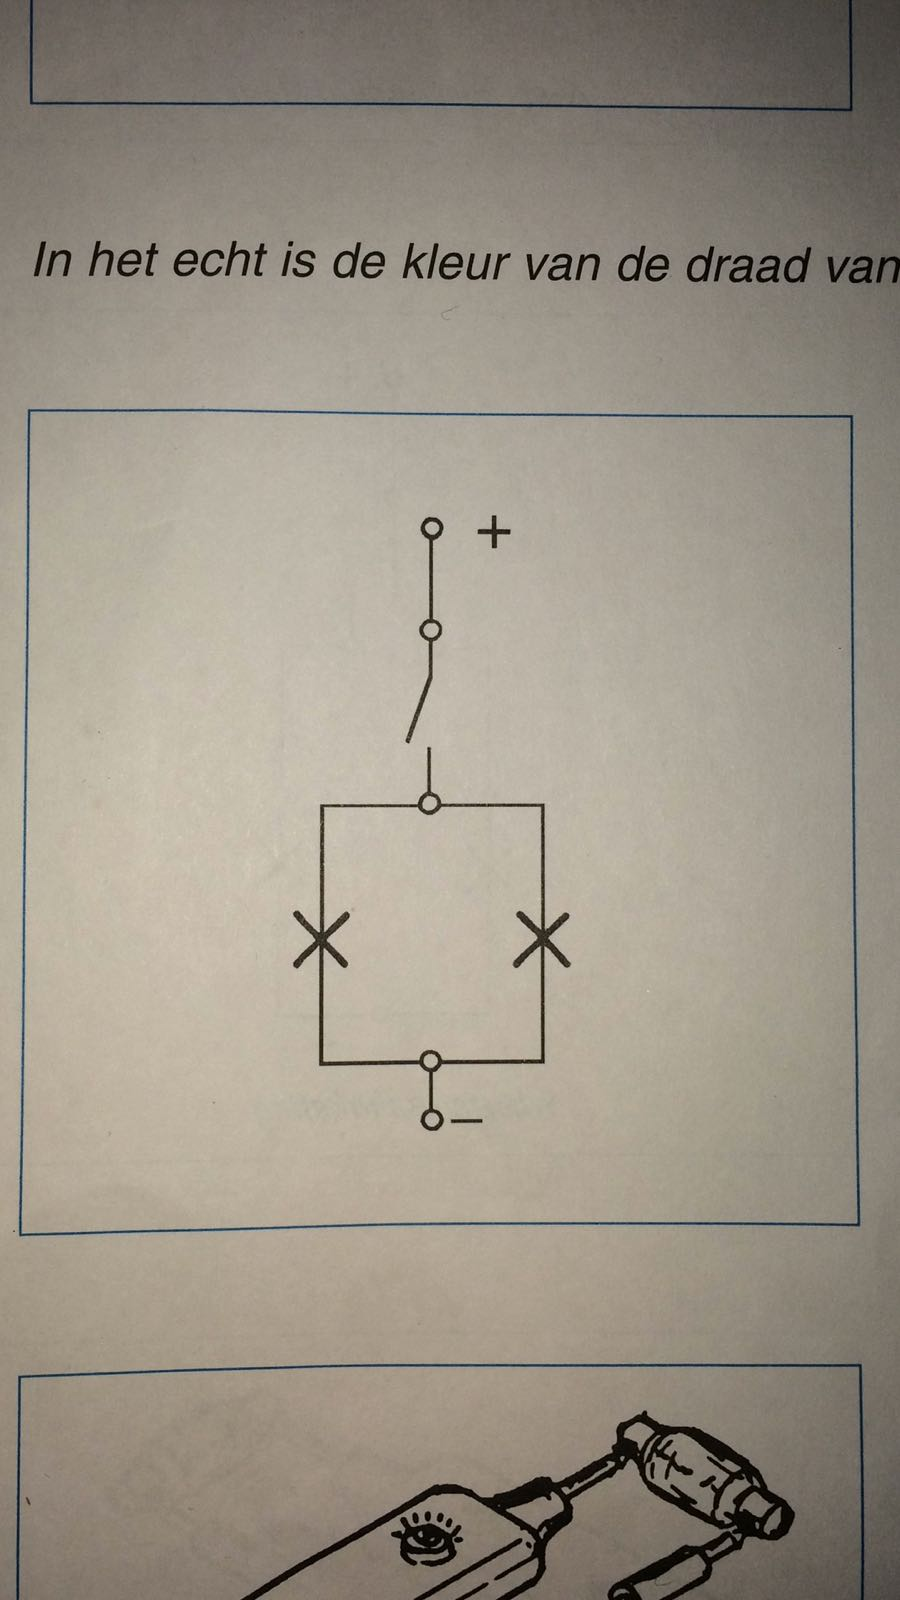 In het echt is de kleur van de draad van
+
−